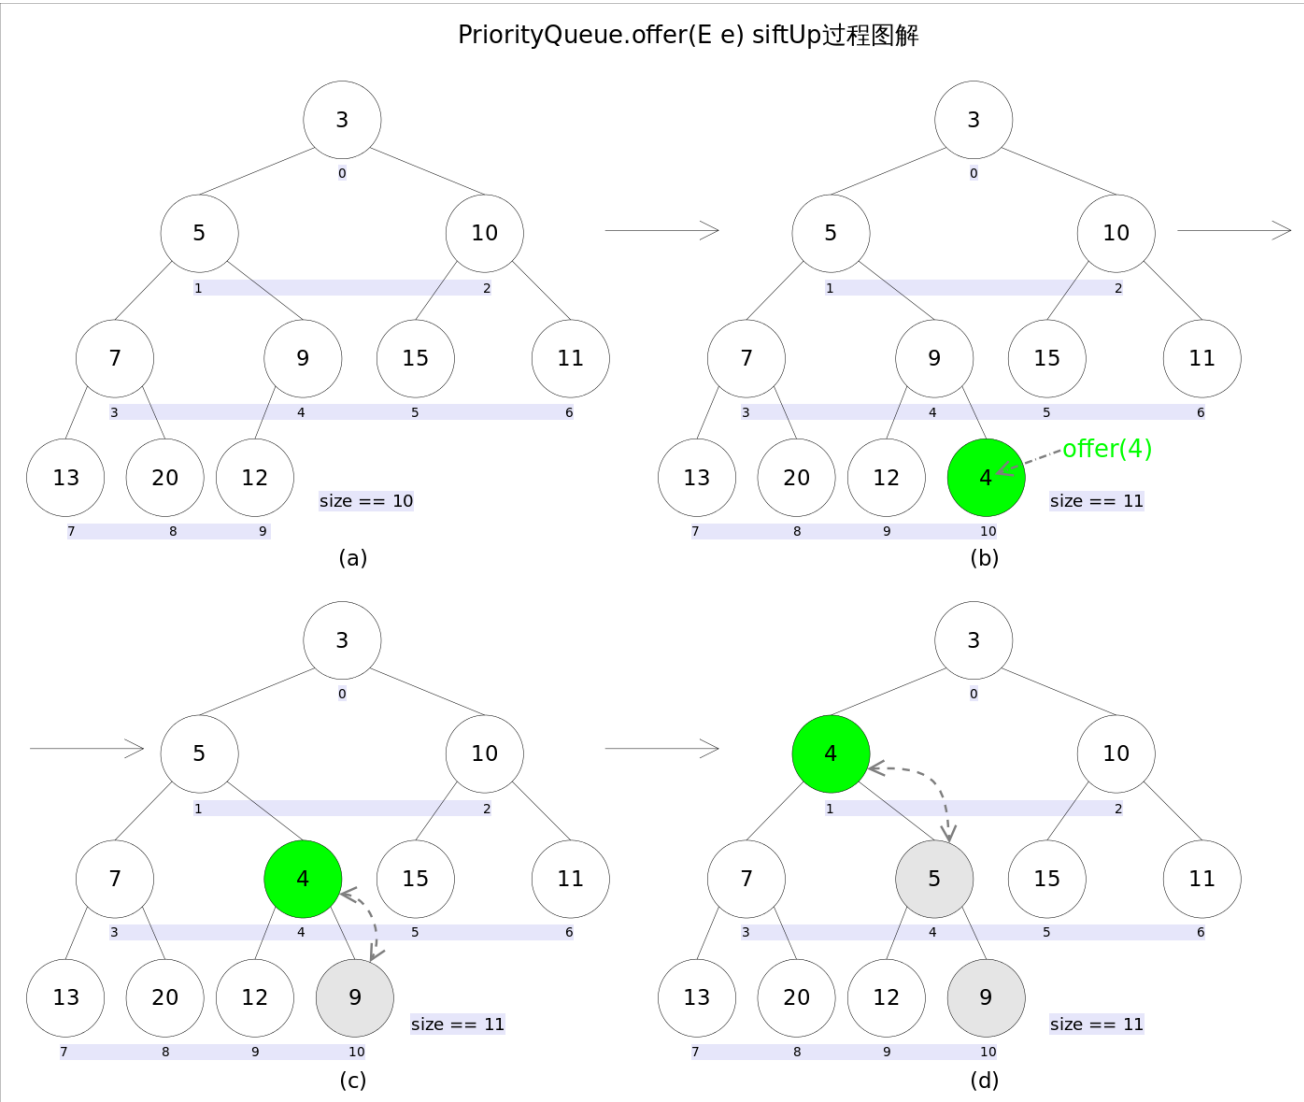 PriorityQueue.offer(E e) siftUp过程图解
3
0
5 10
1 2
7 9 15 11
3 4 5 6
13 20 12
size == 10
7 8 9
(a)
3
0
5 10
1 2
7 9 15 11
3 4 5 6
offer(4)
13 20 12 4
size == 11
7 8 9 10
(b)
3
0
5 10
1 2
7 4 15 11
3 4 5 6
13 20 12 9
size == 11
7 8 9 10
(c)
3
0
4 10
1 2
7 5 15 11
3 4 5 6
13 20 12 9
size == 11
7 8 9 10
(d)